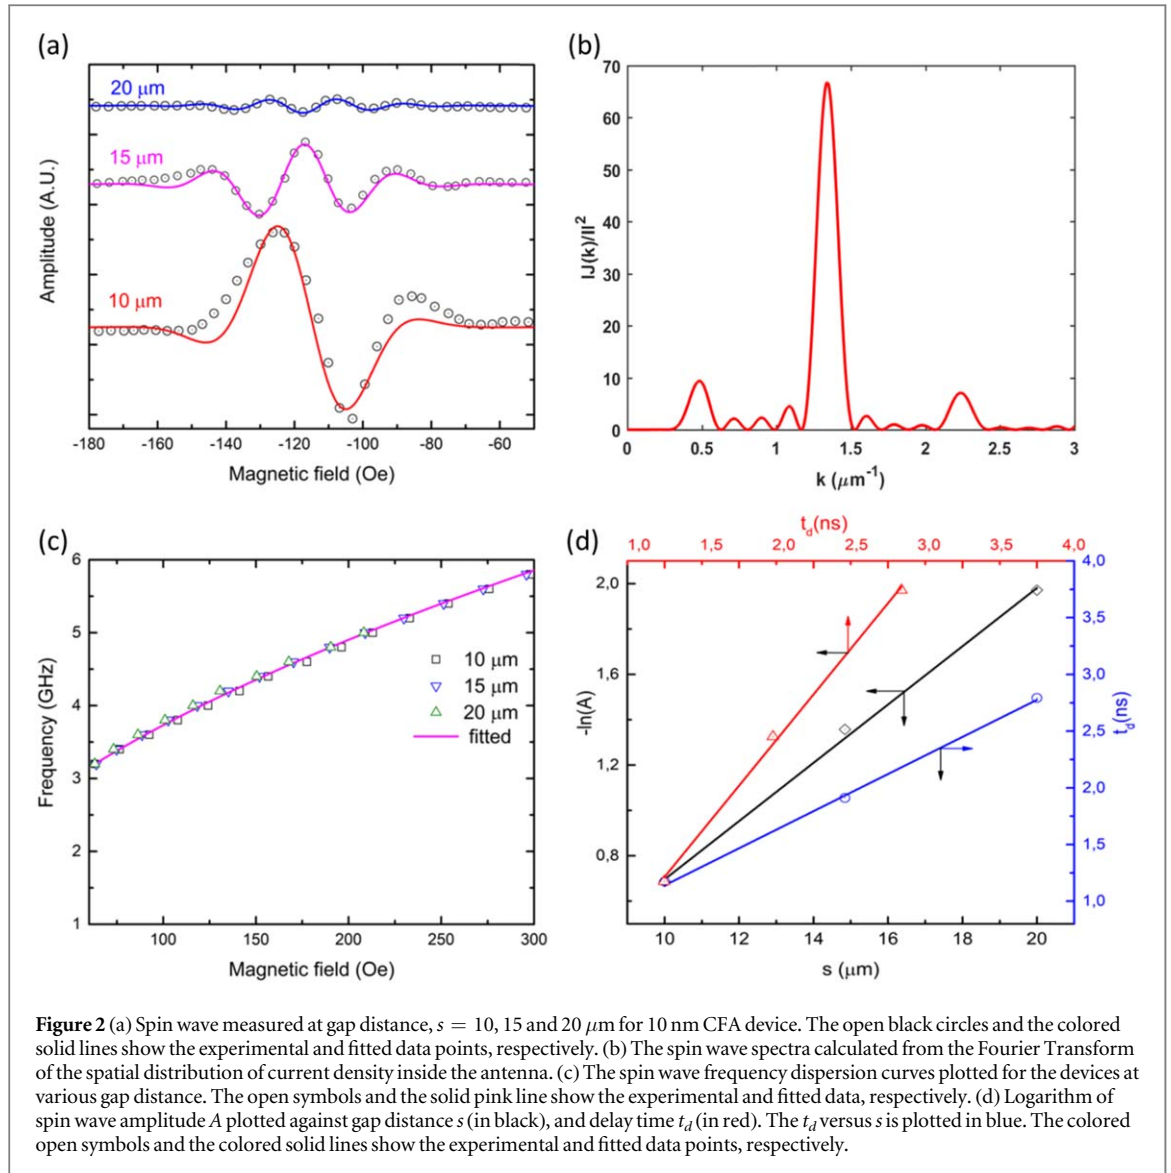 (a)
20 μm
15 μm
10 μm
Amplitude (A.U.)
-180 -160 -140 -120 -100 -80 -60
Magnetic field (Oe)
(b)
70
60
50
40
30
20
10
0
IJ(k)/II²
0 0.5 1 1.5 2 2.5 3
k (μm⁻¹)
(c)
6
5
4
3
2
1
Frequency (GHz)
10 μm
15 μm
20 μm
fitted
100 150 200 250 300
Magnetic field (Oe)
(d)
t_d(ns)
1,0 1,5 2,0 2,5 3,0 3,5 4,0
2,0
1,6
1,2
0,8
-ln(A)
4,0
3,5
3,0
2,5
2,0
1,5
1,0
t_d(ns)
10 12 14 16 18 20
s (μm)
Figure 2 (a) Spin wave measured at gap distance, s = 10, 15 and 20 μm for 10 nm CFA device. The open black circles and the colored
solid lines show the experimental and fitted data points, respectively. (b) The spin wave spectra calculated from the Fourier Transform
of the spatial distribution of current density inside the antenna. (c) The spin wave frequency dispersion curves plotted for the devices at
various gap distance. The open symbols and the solid pink line show the experimental and fitted data, respectively. (d) Logarithm of
spin wave amplitude A plotted against gap distance s (in black), and delay time t_d (in red). The t_d versus s is plotted in blue. The colored
open symbols and the colored solid lines show the experimental and fitted data points, respectively.